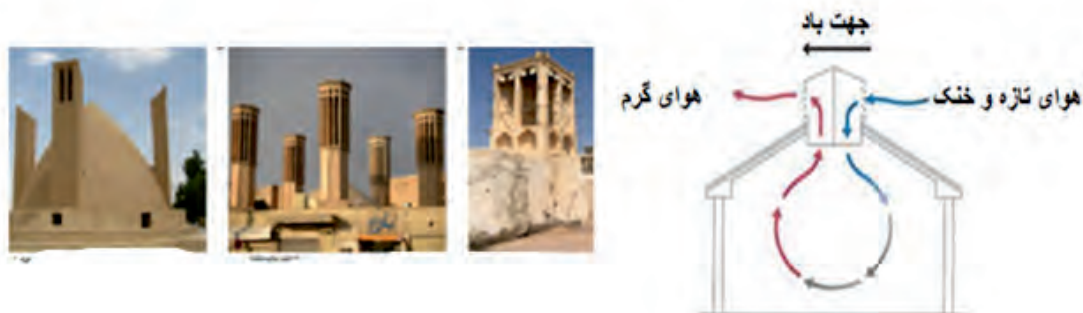 جهت باد
هوای تازه و خنک
هوای گرم